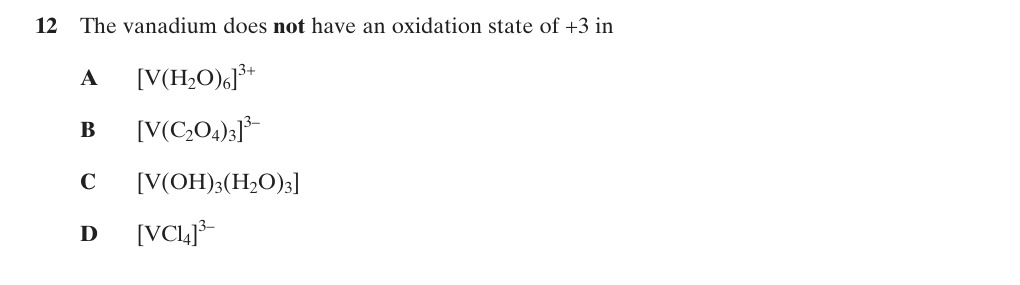 12 The vanadium does not have an oxidation state of +3 in
A [V(H₂O)₆]³⁺
B [V(C₂O₄)₃]³⁻
C [V(OH)₃(H₂O)₃]
D [VCl₄]³⁻